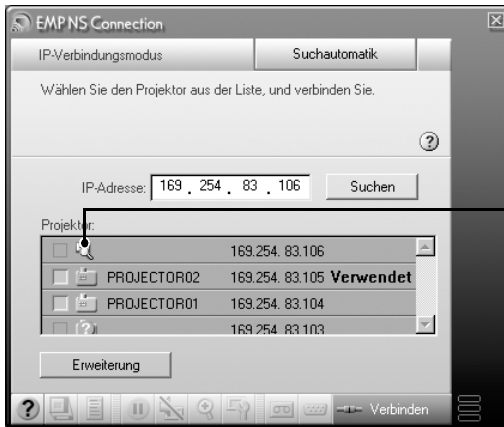 EMP NS Connection
IP-Verbindungsmodus
Suchautomatik
Wählen Sie den Projektor aus der Liste, und verbinden Sie.
IP-Adresse: 169 . 254 . 83 . 106 Suchen
Projektor:
169.254. 83.106
PROJECTOR02 169.254. 83.105 Verwendet
PROJECTOR01 169.254. 83.104
169.254. 83.103
Erweiterung
Verbinden